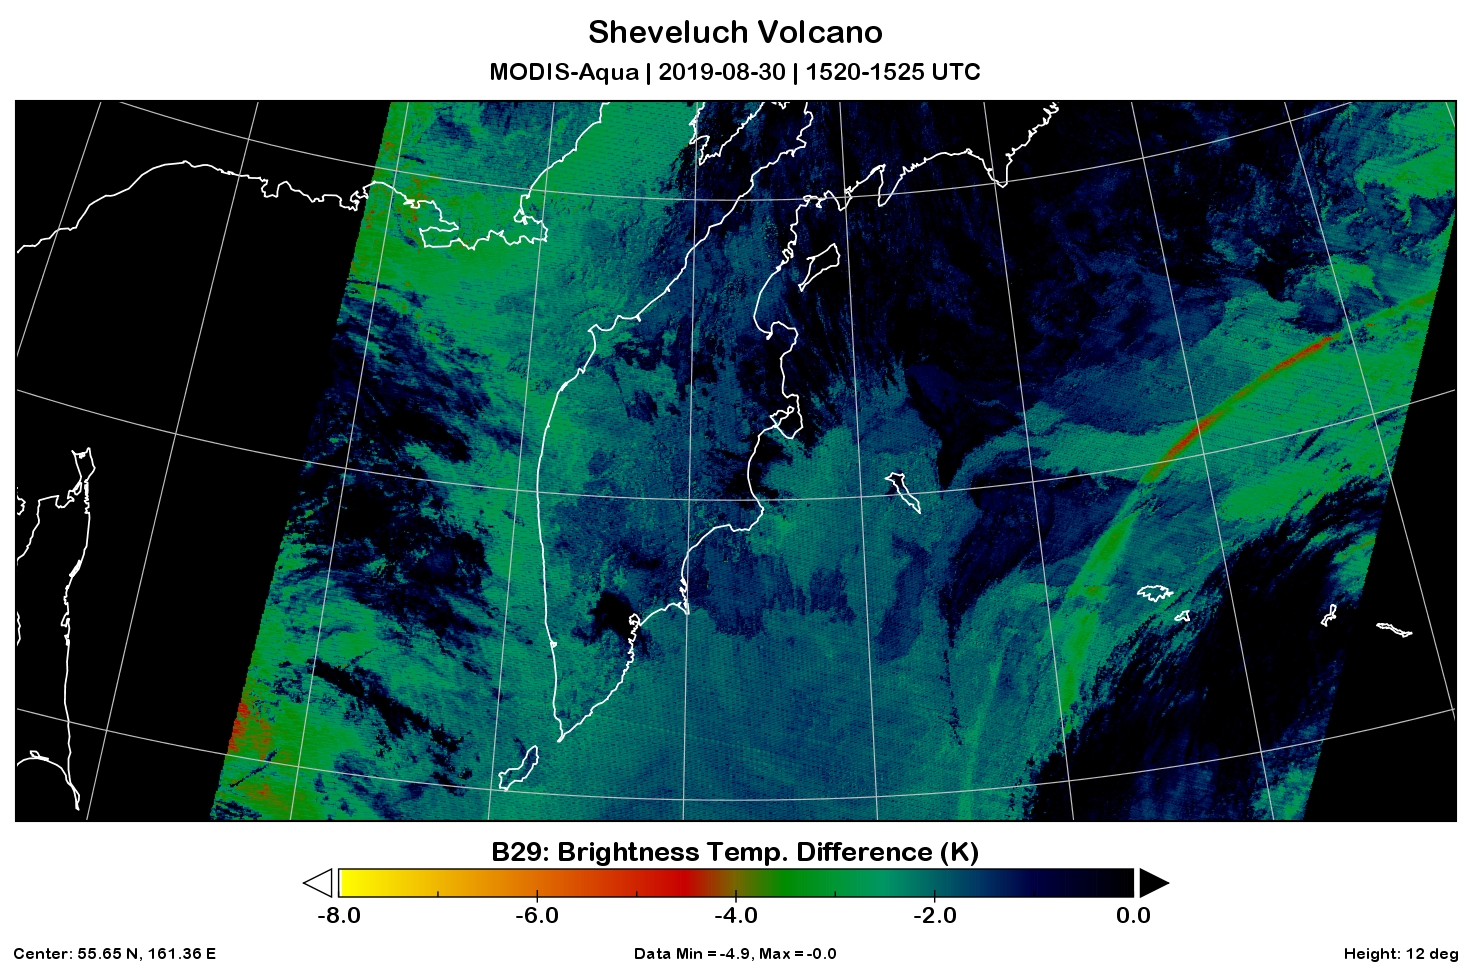 Sheveluch Volcano
MODIS-Aqua | 2019-08-30 | 1520-1525 UTC
B29: Brightness Temp. Difference (K)
-8.0 -6.0 -4.0 -2.0 0.0
Center: 55.65 N, 161.36 E Data Min = -4.9, Max = -0.0 Height: 12 deg